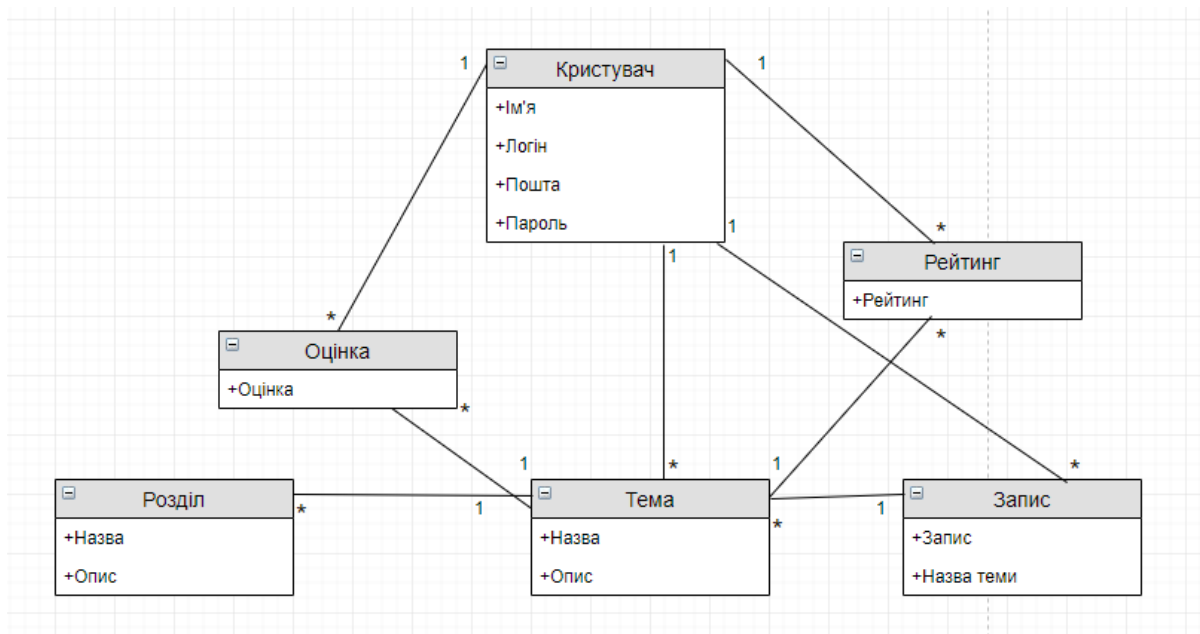 1
Кристувач
1
+Ім'я
+Логін
+Пошта
+Пароль
1
1
*
Рейтинг
+Рейтинг
*
*
Оцінка
+Оцінка
*
1
*
1
*
Розділ
+Назва
+Опис
*
1
Тема
+Назва
+Опис
*
1
Запис
+Запис
+Назва теми